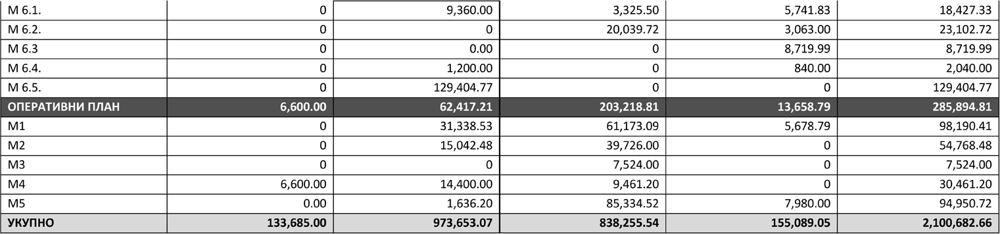 М 6.1. 0 9,360.00 3,325.50 5,741.83 18,427.33
М 6.2. 0 0 20,039.72 3,063.00 23,102.72
М 6.3 0 0.00 0 8,719.99 8,719.99
М 6.4. 0 1,200.00 0 840.00 2,040.00
М 6.5. 0 129,404.77 0 0 129,404.77
ОПЕРАТИВНИ ПЛАН 6,600.00 62,417.21 203,218.81 13,658.79 285,894.81
М1 0 31,338.53 61,173.09 5,678.79 98,190.41
М2 0 15,042.48 39,726.00 0 54,768.48
М3 0 0 7,524.00 0 7,524.00
М4 6,600.00 14,400.00 9,461.20 0 30,461.20
М5 0.00 1,636.20 85,334.52 7,980.00 94,950.72
УКУПНО 133,685.00 973,653.07 838,255.54 155,089.05 2,100,682.66